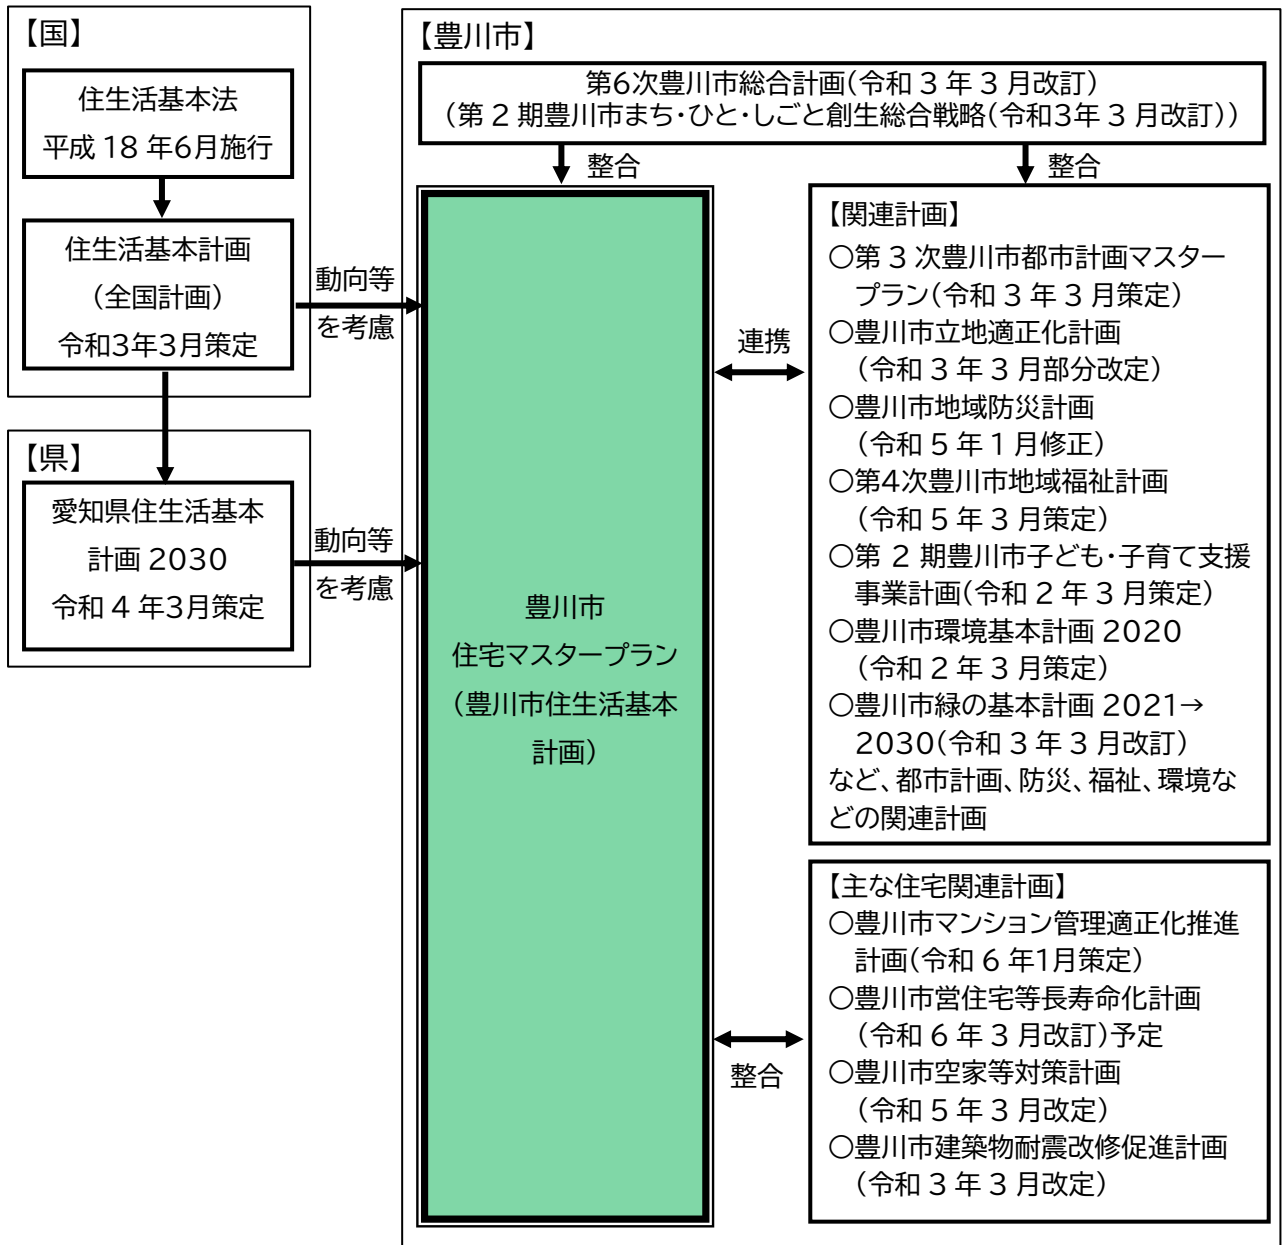 【国】
住生活基本法
平成 18 年6月施行
住生活基本計画
（全国計画）
令和3年3月策定
動向等
を考慮
【県】
愛知県住生活基本
計画 2030
令和 4 年3月策定
動向等
を考慮
【豊川市】
第6次豊川市総合計画(令和 3 年 3 月改訂)
(第 2 期豊川市まち・ひと・しごと創生総合戦略(令和3年 3 月改訂))
整合
整合
豊川市
住宅マスタープラン
（豊川市住生活基本
計画）
連携
【関連計画】
○第 3 次豊川市都市計画マスター
プラン(令和 3 年 3 月策定)
○豊川市立地適正化計画
（令和 3 年 3 月部分改定）
○豊川市地域防災計画
（令和 5 年 1 月修正）
○第4次豊川市地域福祉計画
（令和 5 年 3 月策定）
○第 2 期豊川市子ども・子育て支援
事業計画(令和 2 年 3 月策定)
○豊川市環境基本計画 2020
（令和 2 年 3 月策定）
○豊川市緑の基本計画 2021→
2030(令和 3 年 3 月改訂)
など、都市計画、防災、福祉、環境な
どの関連計画
整合
【主な住宅関連計画】
○豊川市マンション管理適正化推進
計画(令和 6 年1月策定)
○豊川市営住宅等長寿命化計画
（令和 6 年 3 月改訂）予定
○豊川市空家等対策計画
（令和 5 年 3 月改定）
○豊川市建築物耐震改修促進計画
（令和 3 年 3 月改定）